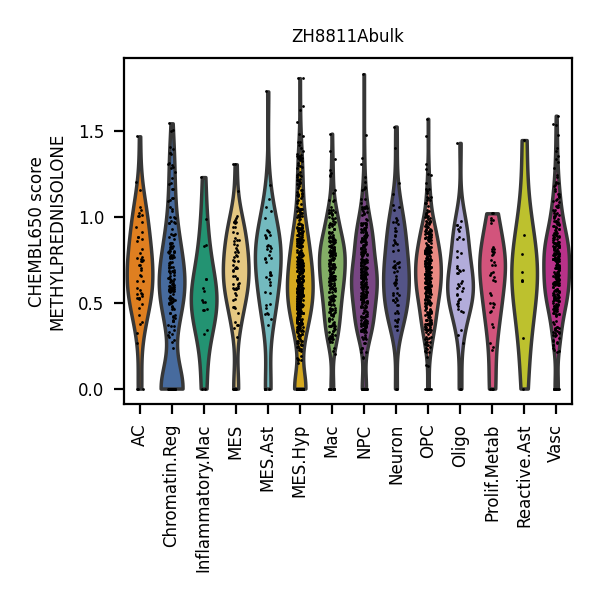 ZH8811Abulk
CHEMBL650 score
METHYLPREDNISOLONE
1.5
1.0
0.5
0.0
AC
Chromatin.Reg
Inflammatory.Mac
MES
MES.Ast
MES.Hyp
Mac
NPC
Neuron
OPC
Oligo
Prolif.Metab
Reactive.Ast
Vasc